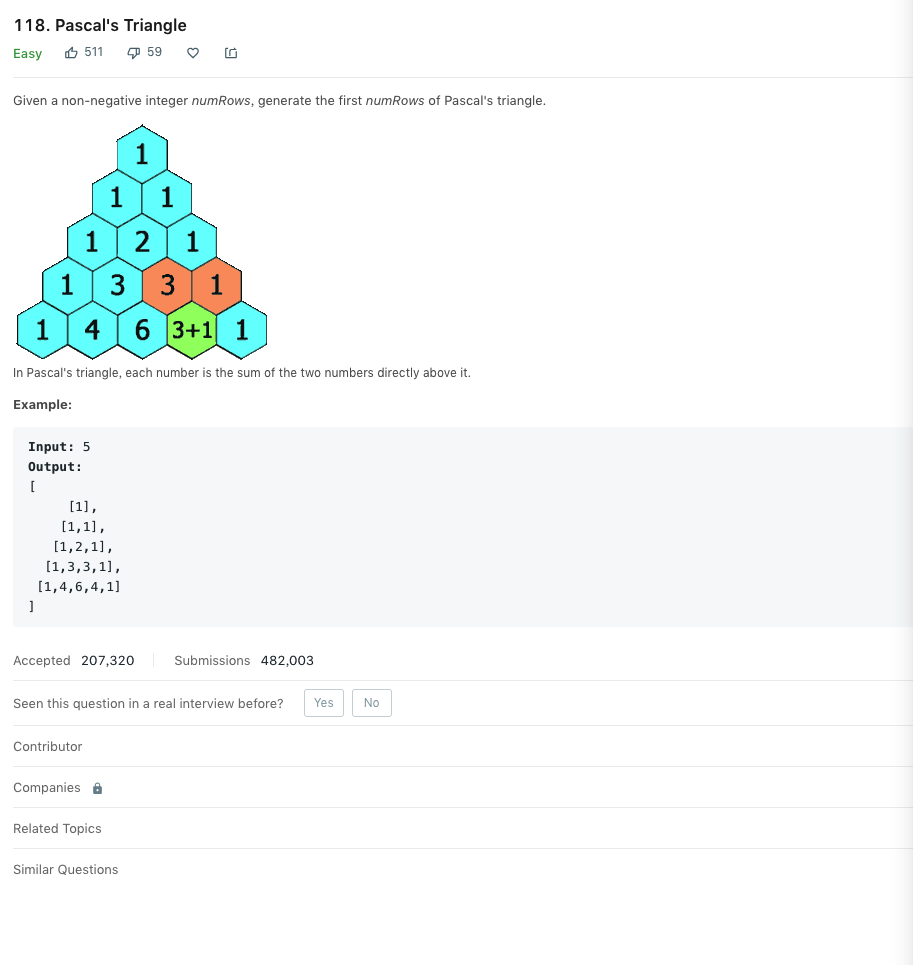 118. Pascal's Triangle
Easy 511 59
Given a non-negative integer numRows, generate the first numRows of Pascal's triangle.
1
1 1
1 2 1
1 3 3 1
1 4 6 3+1 1
In Pascal's triangle, each number is the sum of the two numbers directly above it.
Example:
Input: 5
Output:
[
     [1],
    [1,1],
   [1,2,1],
  [1,3,3,1],
 [1,4,6,4,1]
]
Accepted 207,320 Submissions 482,003
Seen this question in a real interview before? Yes No
Contributor
Companies
Related Topics
Similar Questions